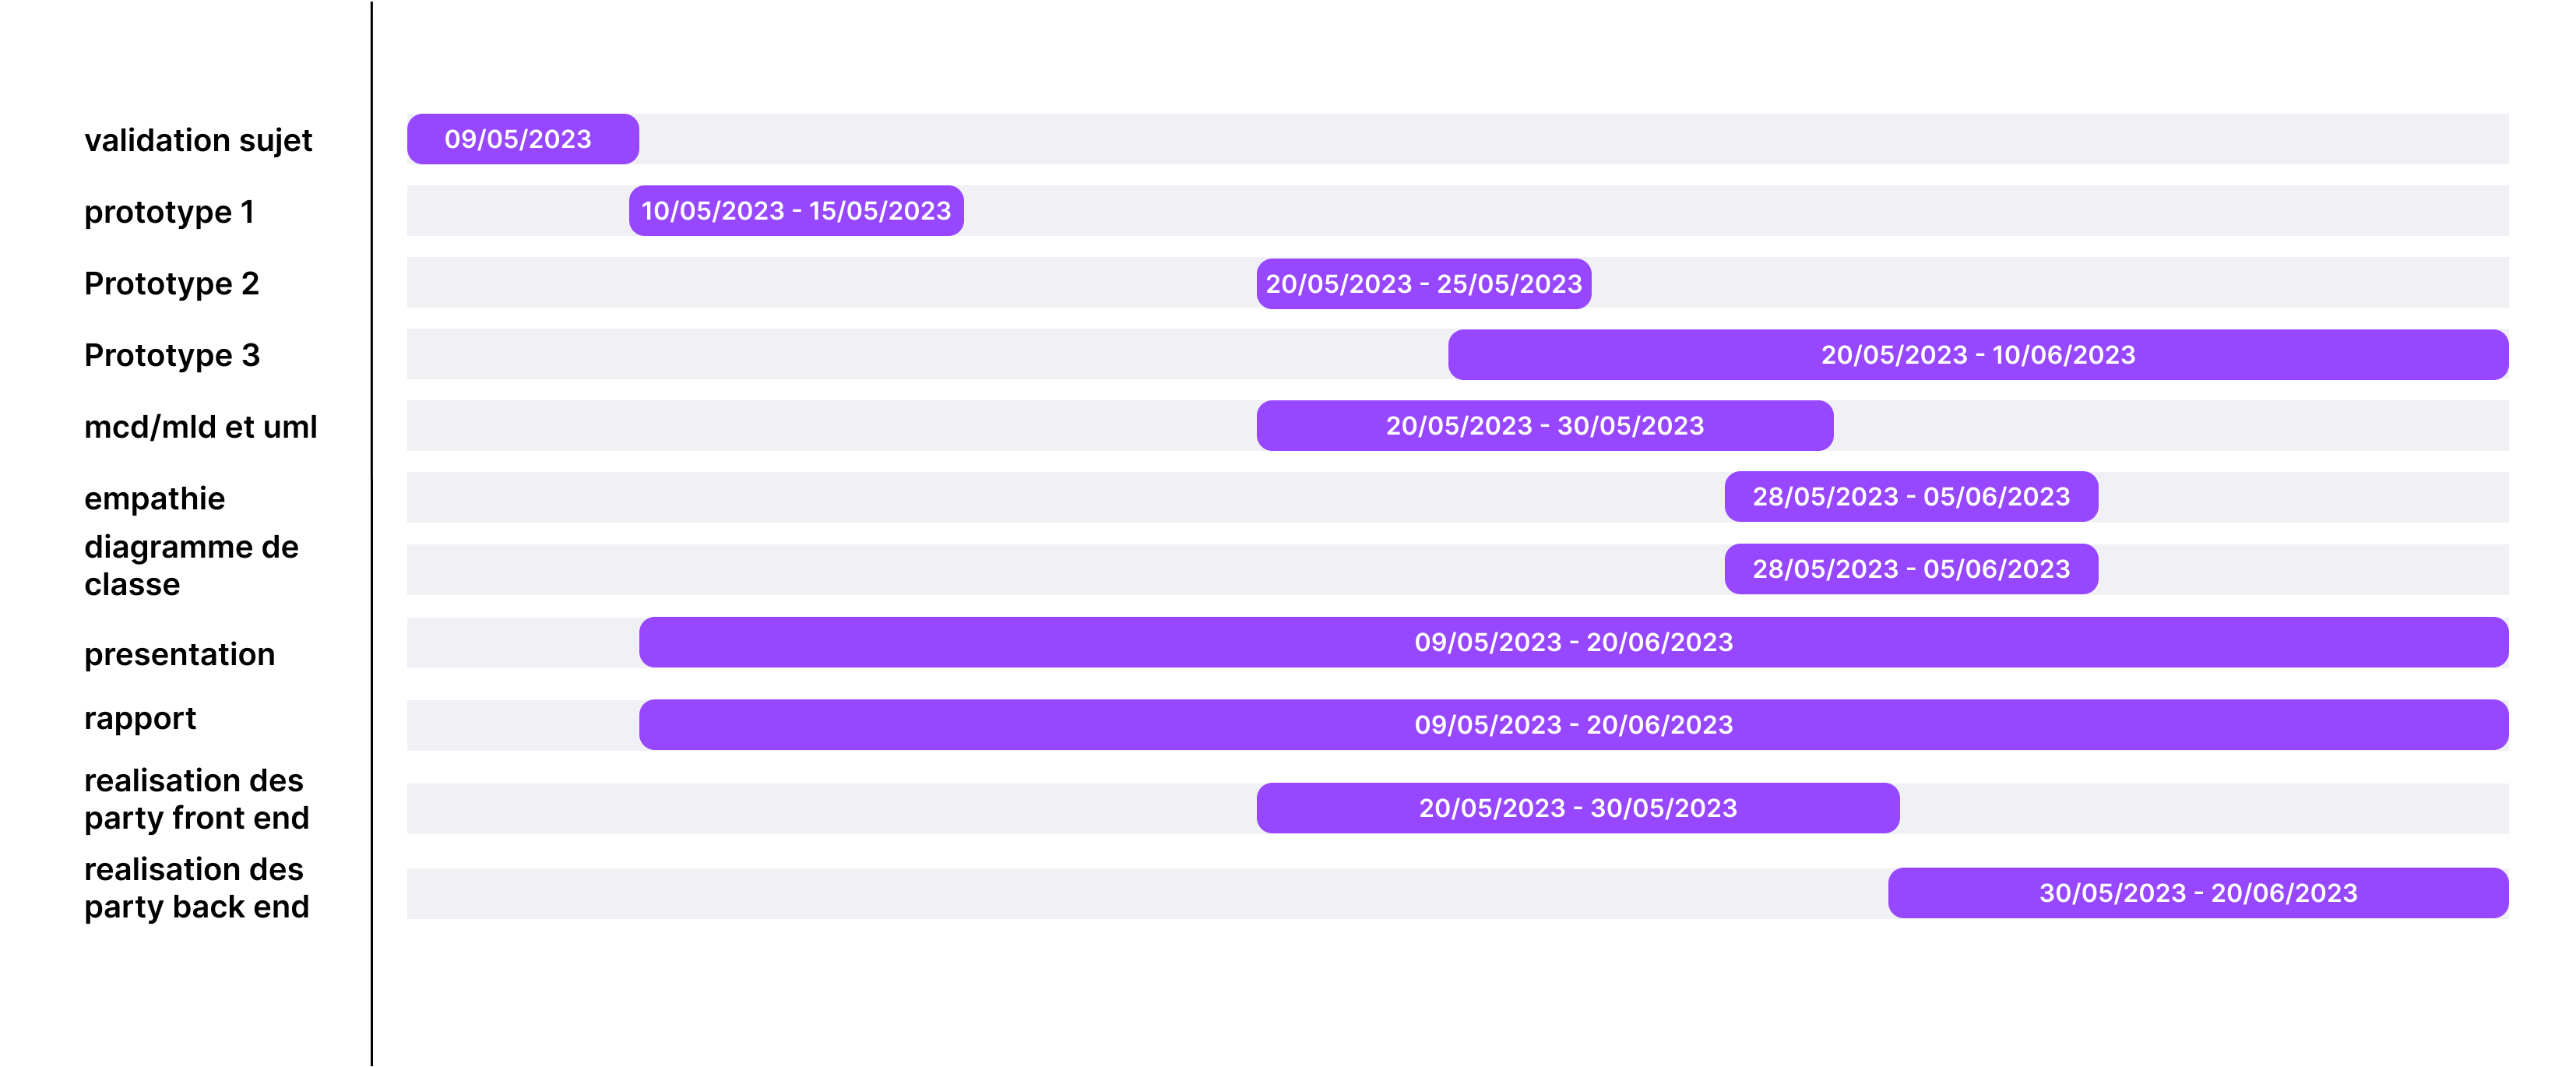 validation sujet
09/05/2023
prototype 1
10/05/2023 - 15/05/2023
Prototype 2
20/05/2023 - 25/05/2023
Prototype 3
20/05/2023 - 10/06/2023
mcd/mld et uml
20/05/2023 - 30/05/2023
empathie
28/05/2023 - 05/06/2023
diagramme de
classe
28/05/2023 - 05/06/2023
presentation
09/05/2023 - 20/06/2023
rapport
09/05/2023 - 20/06/2023
realisation des
party front end
20/05/2023 - 30/05/2023
realisation des
party back end
30/05/2023 - 20/06/2023